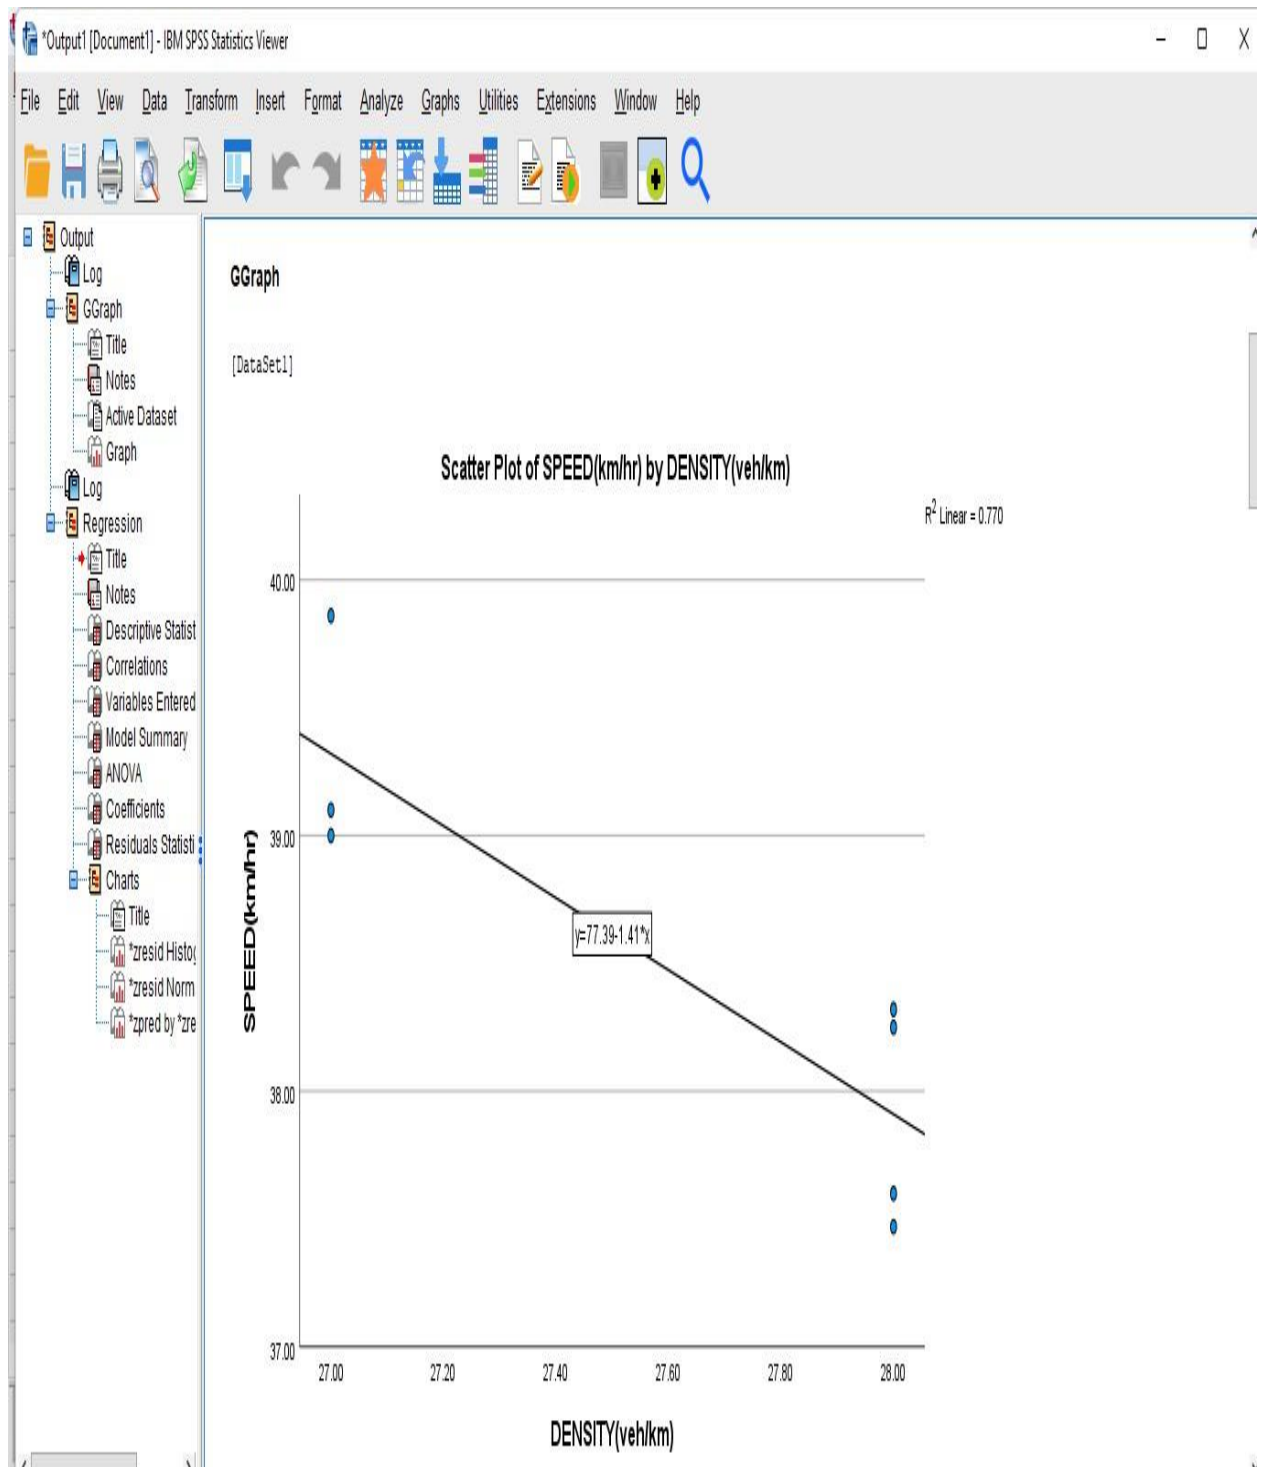 *Output1 [Document1] - IBM SPSS Statistics Viewer
File Edit View Data Transform Insert Format Analyze Graphs Utilities Extensions Window Help
Output
Log
GGraph
Title
Notes
Active Dataset
Graph
Log
Regression
Title
Notes
Descriptive Statist
Correlations
Variables Entered
Model Summary
ANOVA
Coefficients
Residuals Statisti
Charts
Title
*zresid Histog
*zresid Norm
*zpred by *zre
GGraph
[DataSet1]
Scatter Plot of SPEED(km/hr) by DENSITY(veh/km)
R² Linear = 0.770
40.00
39.00
38.00
37.00
SPEED(km/hr)
y=77.39-1.41*x
27.00 27.20 27.40 27.60 27.80 28.00
DENSITY(veh/km)